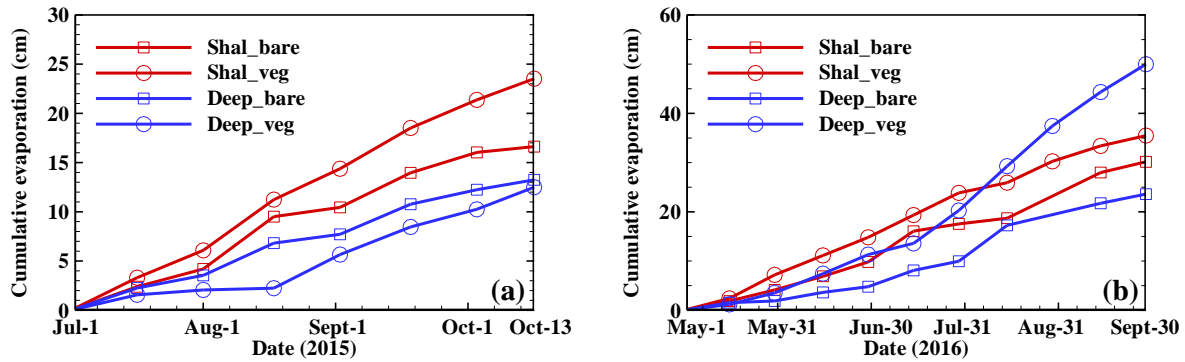 Cumulative evaporation (cm)
30
25
20
15
10
5
0
Shal_bare
Shal_veg
Deep_bare
Deep_veg
(a)
Jul-1 Aug-1 Sept-1 Oct-1 Oct-13
Date (2015)
Cumulative evaporation (cm)
60
40
20
0
Shal_bare
Shal_veg
Deep_bare
Deep_veg
(b)
May-1 May-31 Jun-30 Jul-31 Aug-31 Sept-30
Date (2016)